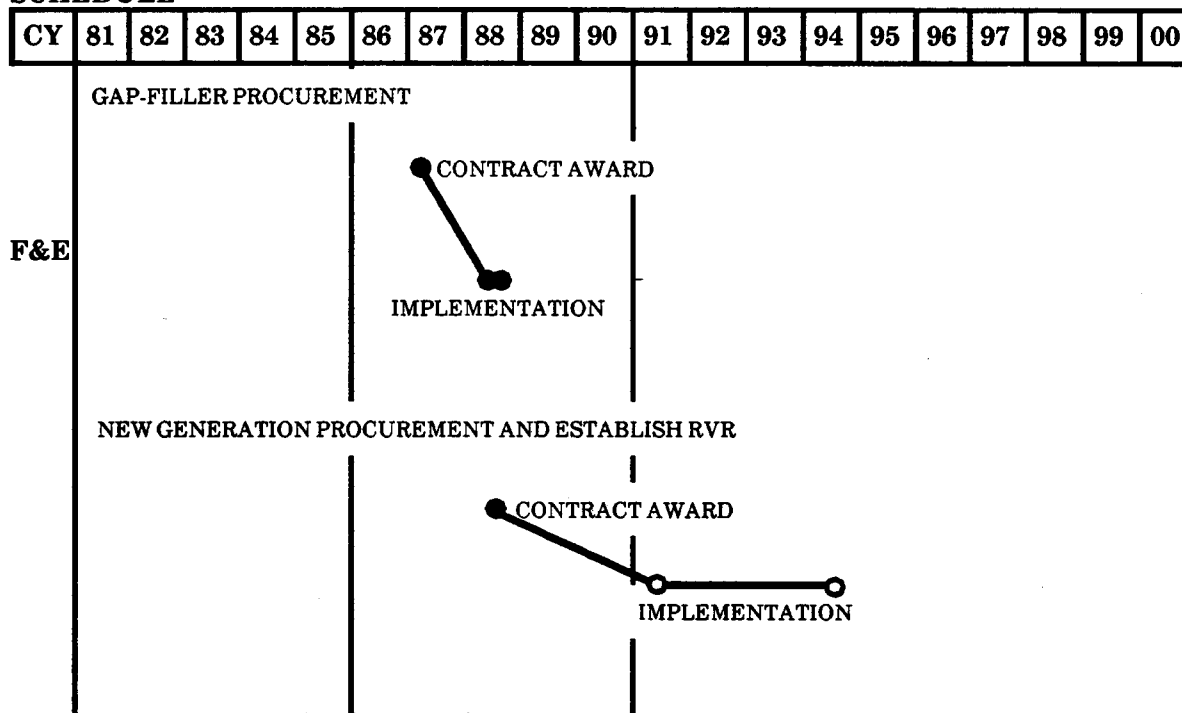 SCHEDULE
CY 81 82 83 84 85 86 87 88 89 90 91 92 93 94 95 96 97 98 99 00
GAP-FILLER PROCUREMENT
CONTRACT AWARD
F&E
IMPLEMENTATION
NEW GENERATION PROCUREMENT AND ESTABLISH RVR
CONTRACT AWARD
IMPLEMENTATION